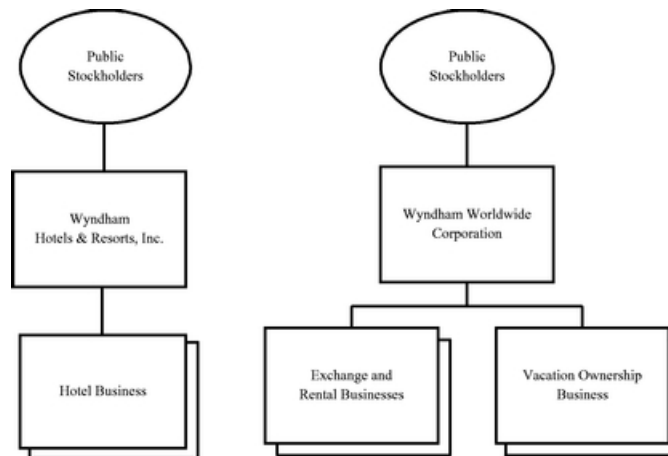 Public
Stockholders
Public
Stockholders
Wyndham
Hotels & Resorts, Inc.
Wyndham Worldwide
Corporation
Hotel Business
Exchange and
Rental Businesses
Vacation Ownership
Business